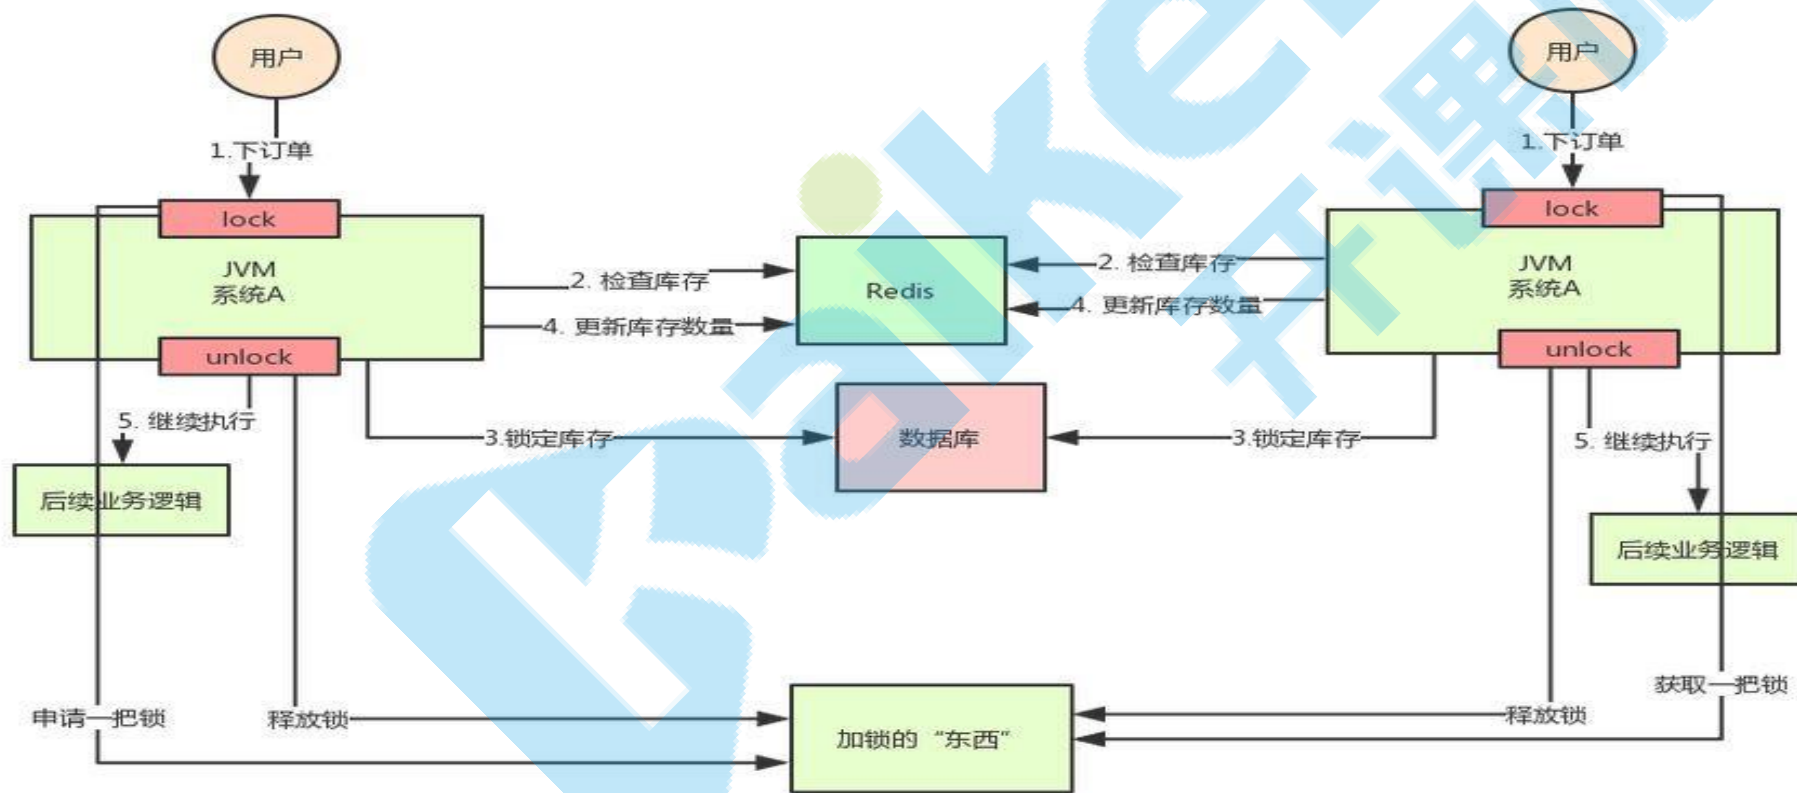 用户
用户
1.下订单
1.下订单
lock
lock
JVM
系统A
JVM
系统A
2. 检查库存
2. 检查库存
Redis
4. 更新库存数量
4. 更新库存数量
unlock
unlock
5. 继续执行
3.锁定库存
数据库
3.锁定库存
5. 继续执行
后续业务逻辑
后续业务逻辑
申请一把锁
释放锁
加锁的“东西”
释放锁
获取一把锁
Kaike
开课吧